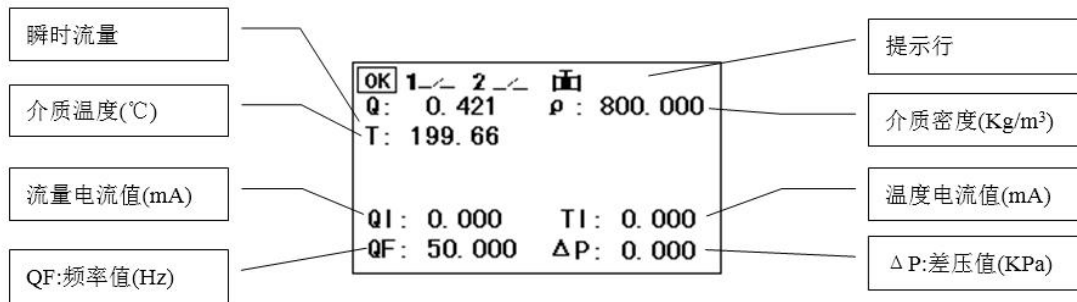 瞬时流量
介质温度(℃)
流量电流值(mA)
QF:频率值(Hz)
OK 1 2
Q: 0.421 ρ: 800.000
T: 199.66
QI: 0.000 TI: 0.000
QF: 50.000 ΔP: 0.000
提示行
介质密度(Kg/m³)
温度电流值(mA)
ΔP:差压值(KPa)